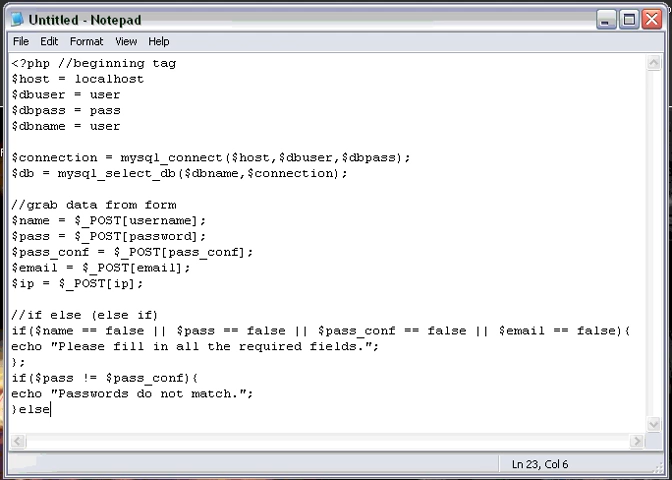 Untitled - Notepad
File Edit Format View Help
<?php //beginning tag
$host = localhost
$dbuser = user
$dbpass = pass
$dbname = user

$connection = mysql_connect($host,$dbuser,$dbpass);
$db = mysql_select_db($dbname,$connection);

//grab data from form
$name = $_POST[username];
$pass = $_POST[password];
$pass_conf = $_POST[pass_conf];
$email = $_POST[email];
$ip = $_POST[ip];

//if else (else if)
if($name == false || $pass == false || $pass_conf == false || $email == false){
echo "Please fill in all the required fields.";
};
if($pass != $pass_conf){
echo "Passwords do not match.";
}else
Ln 23, Col 6